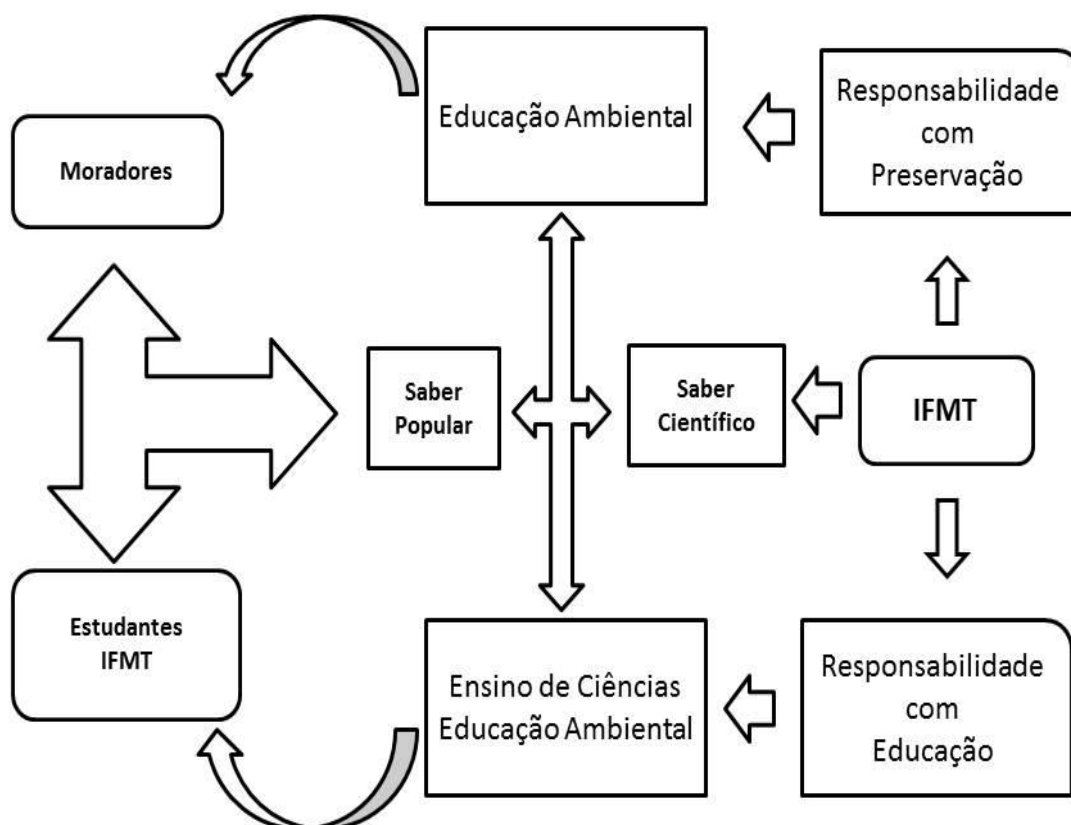 Educação Ambiental
Responsabilidade
com
Preservação
Moradores
Saber
Popular
Saber
Científico
IFMT
Estudantes
IFMT
Ensino de Ciências
Educação Ambiental
Responsabilidade
com
Educação